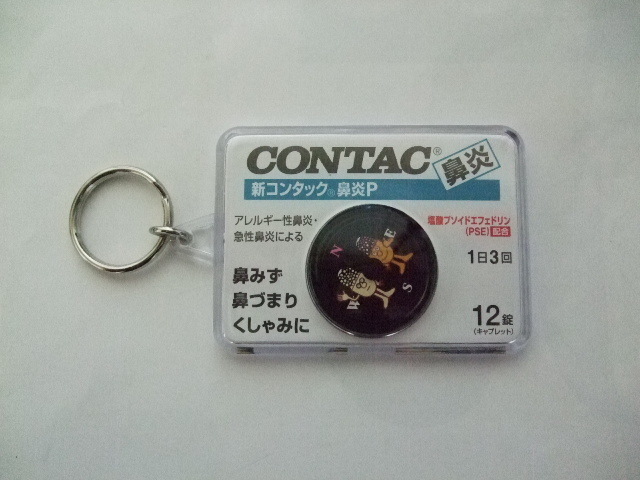 CONTAC®
鼻炎
新コンタック®鼻炎P
アレルギー性鼻炎・
急性鼻炎による
塩酸プソイドエフェドリン
(PSE) 配合
1日3回
鼻みず
鼻づまり
くしゃみに
N
E
S
W
12錠
(キャプレット)